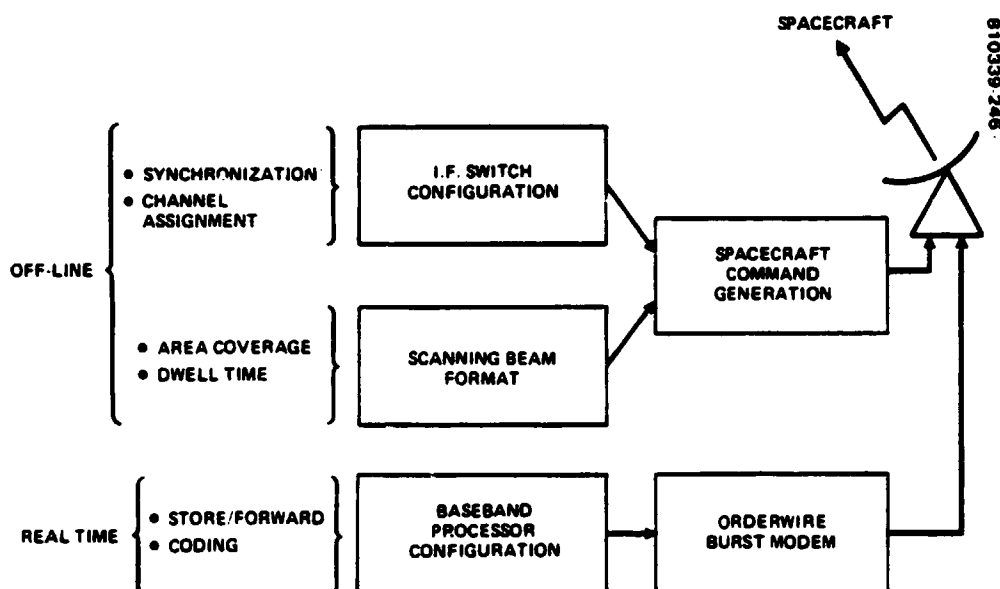 SPACECRAFT
810339-246
• SYNCHRONIZATION
• CHANNEL
ASSIGNMENT
I.F. SWITCH
CONFIGURATION
OFF-LINE
SPACECRAFT
COMMAND
GENERATION
• AREA COVERAGE
• DWELL TIME
SCANNING BEAM
FORMAT
REAL TIME
• STORE/FORWARD
• CODING
BASEBAND
PROCESSOR
CONFIGURATION
ORDERWIRE
BURST MODEM